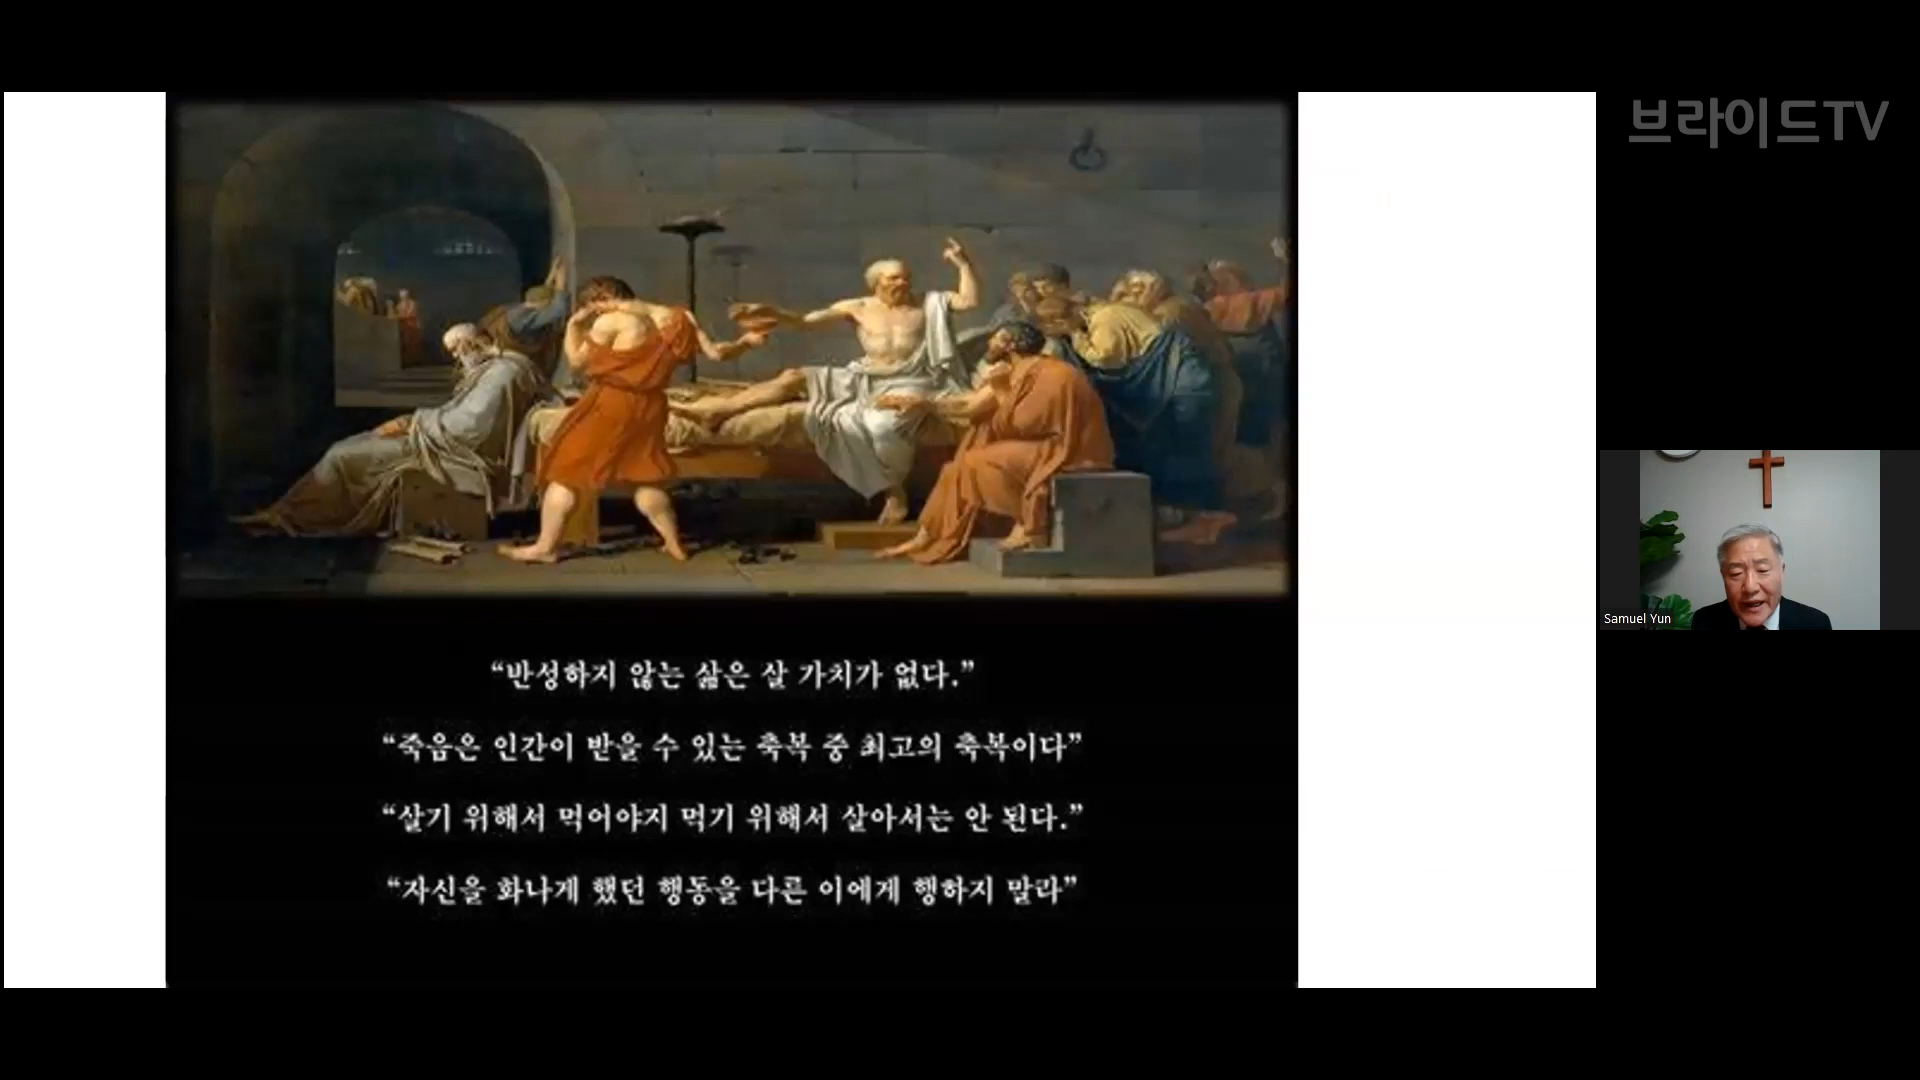 브라이드TV
“반성하지 않는 삶은 살 가치가 없다.”
“죽음은 인간이 받을 수 있는 축복 중 최고의 축복이다”
“살기 위해서 먹어야지 먹기 위해서 살아서는 안 된다.”
“자신을 화나게 했던 행동을 다른 이에게 행하지 말라”
Samuel Yun